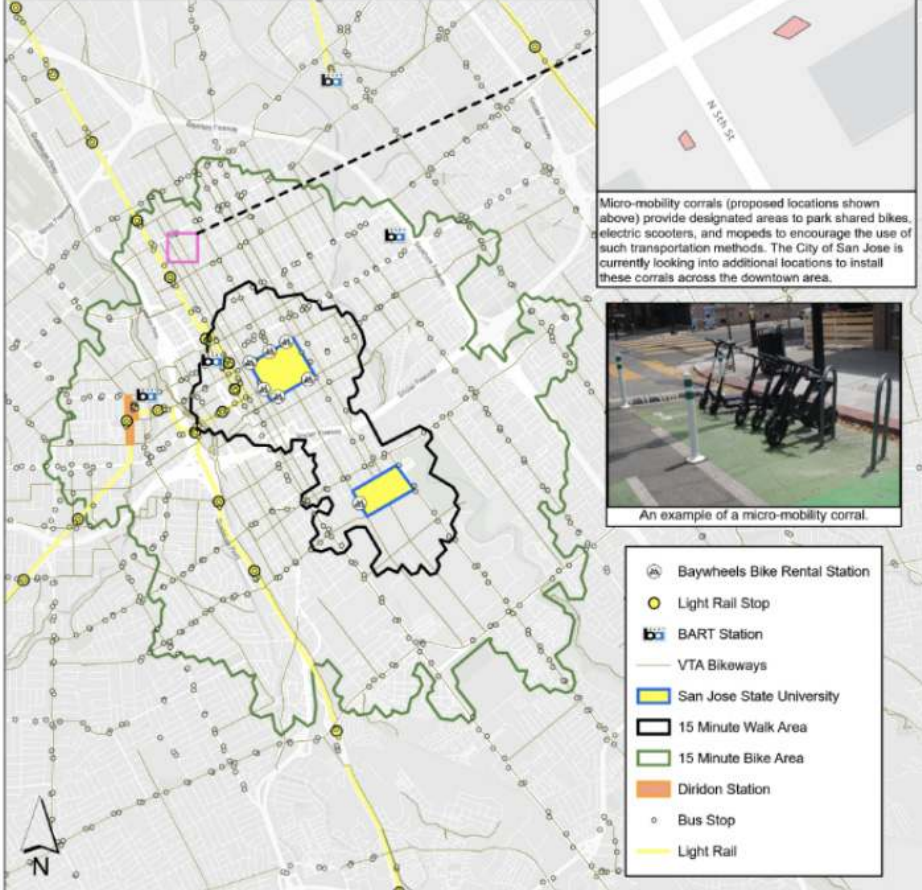 N 5th St
Micro-mobility corrals (proposed locations shown
above) provide designated areas to park shared bikes,
electric scooters, and mopeds to encourage the use of
such transportation methods. The City of San Jose is
currently looking into additional locations to install
these corrals across the downtown area.
An example of a micro-mobility corral.
Baywheels Bike Rental Station
Light Rail Stop
ba BART Station
VTA Bikeways
San Jose State University
15 Minute Walk Area
15 Minute Bike Area
Diridon Station
Bus Stop
Light Rail
N